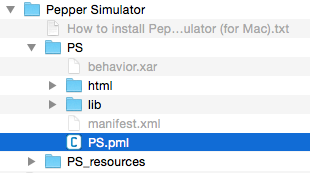 Pepper Simulator
How to install Pep...ulator (for Mac).txt
PS
behavior.xar
html
lib
manifest.xml
PS.pml
PS_resources